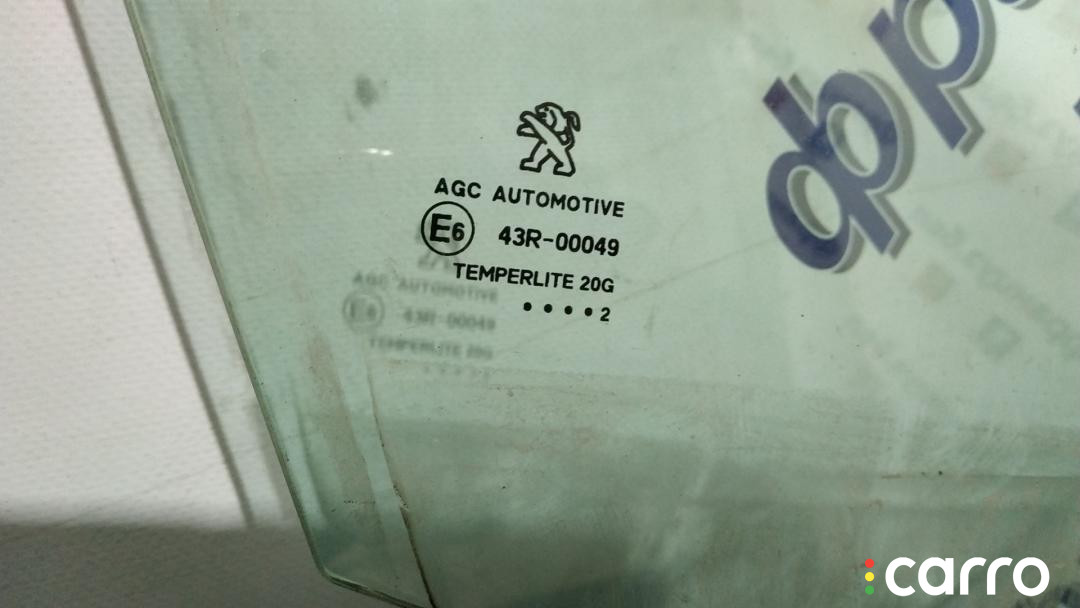 AGC AUTOMOTIVE
E6 43R-00049
TEMPERLITE 20G
• • • • 2
carro